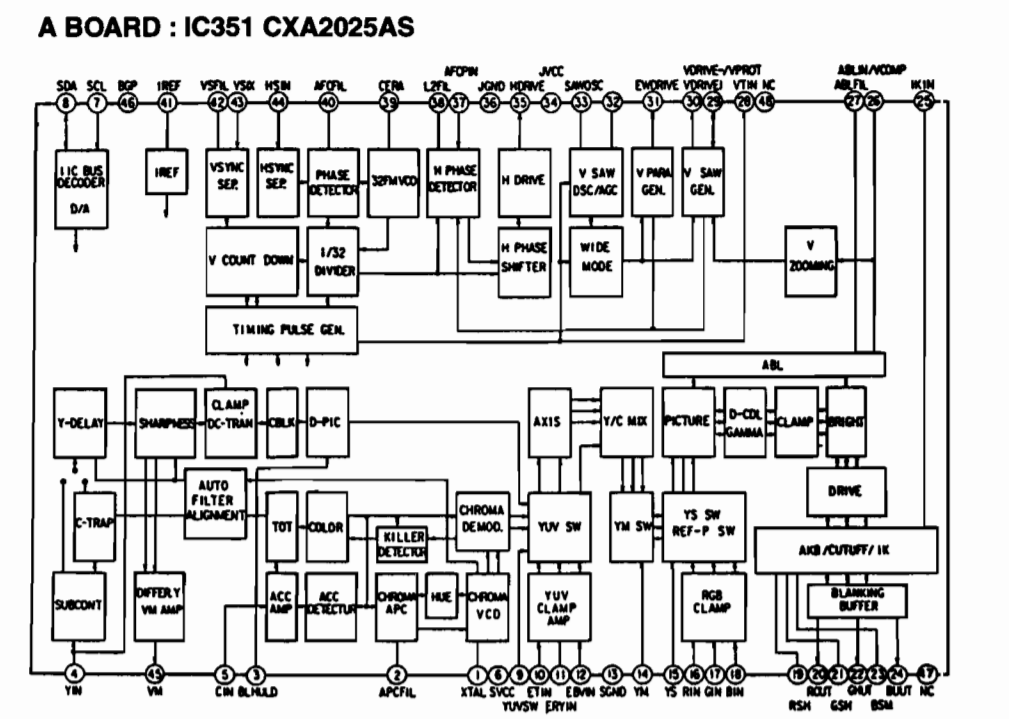 A BOARD : IC351 CXA2025AS
AFCPIN JVCC VDRIVE-/VPROT ABLIN/VCOMP
SDA SCL BGP IREF VSFIL VSIX HSIN AFCFIL CERA L2FIL JGND HDRIVE SAWOSC EWDRIVE VDRIVE1 VTIN NC ABLFIL IKIN
8 7 46 41 42 43 44 40 39 38 37 36 35 34 33 32 31 30 29 28 48 27 26 25
IIC BUS
DECODER
D/A
IREF
VSYNC
SEP.
HSYNC
SEP.
PHASE
DETECTOR
32FMVCO
H PHASE
DETECTOR
H DRIVE
V SAW
OSC/AGC
V PARA
GEN.
V SAW
GEN.
V COUNT DOWN
1/32
DIVIDER
H PHASE
SHIFTER
WIDE
MODE
V
ZOOMING
TIMING PULSE GEN.
ABL
Y-DELAY
SHARPNESS
CLAMP
DC-TRAN
CBLK
D-PIC
AXIS
Y/C MIX
PICTURE
D-COL
GAMMA
CLAMP
BRIGHT
AUTO
FILTER
ALIGNMENT
DRIVE
C-TRAP
TOT
COLOR
KILLER
DETECTOR
CHROMA
DEMOD.
YUV SW
YM SW
YS SW
REF-P SW
AKB/CUTOFF/IK
SUBCONT
DIFFER.Y
VM AMP
ACC
AMP
ACC
DETECTOR
CHROMA
APC
HUE
CHROMA
VCO
YUV
CLAMP
AMP
RGB
CLAMP
BLANKING
BUFFER
4 45 5 3 2 1 6 9 10 11 12 13 14 15 16 17 18 19 20 21 22 23 24 47
YIN VM CIN BLHOLD APCFIL XTAL SVCC ETIN EBVIN SGND YM YS RIN GIN BIN ROUT GOUT BOUT NC
YUVSW ERYIN RSH GSH BSM